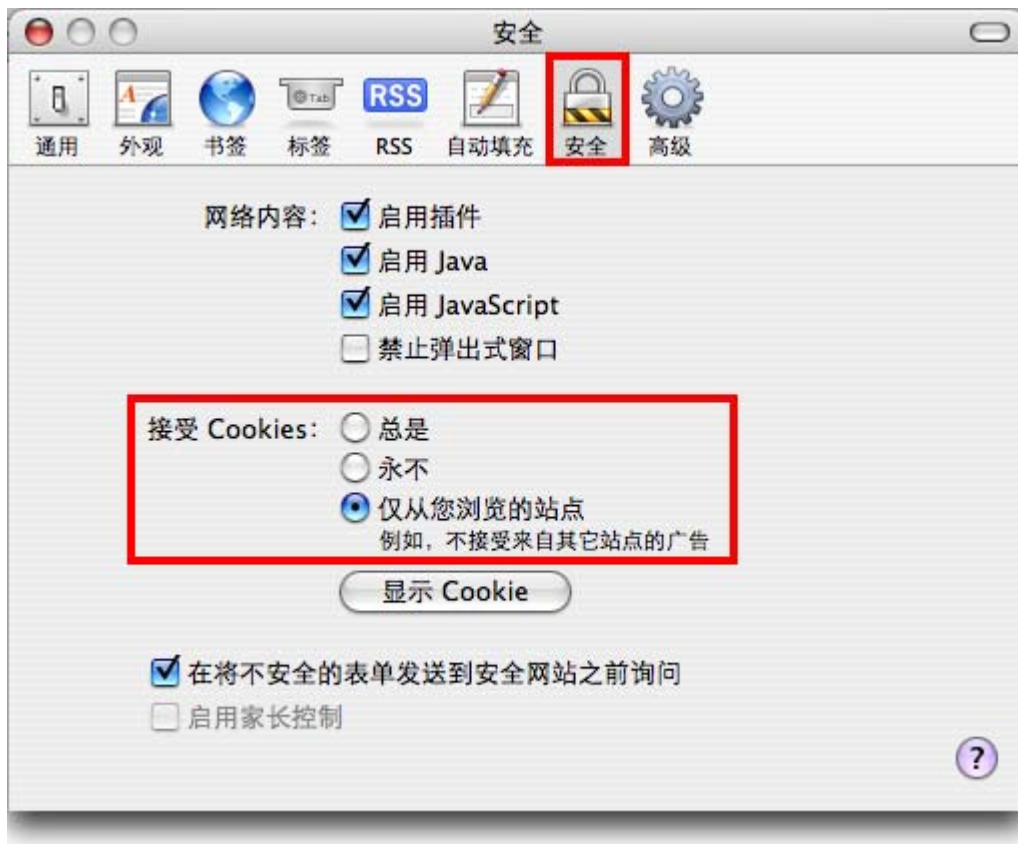 安全
通用 外观 书签 标签 RSS 自动填充 安全 高级
网络内容: 启用插件
启用 Java
启用 JavaScript
禁止弹出式窗口
接受 Cookies: 总是
永不
仅从您浏览的站点
例如，不接受来自其它站点的广告
显示 Cookie
在将不安全的表单发送到安全网站之前询问
启用家长控制
?